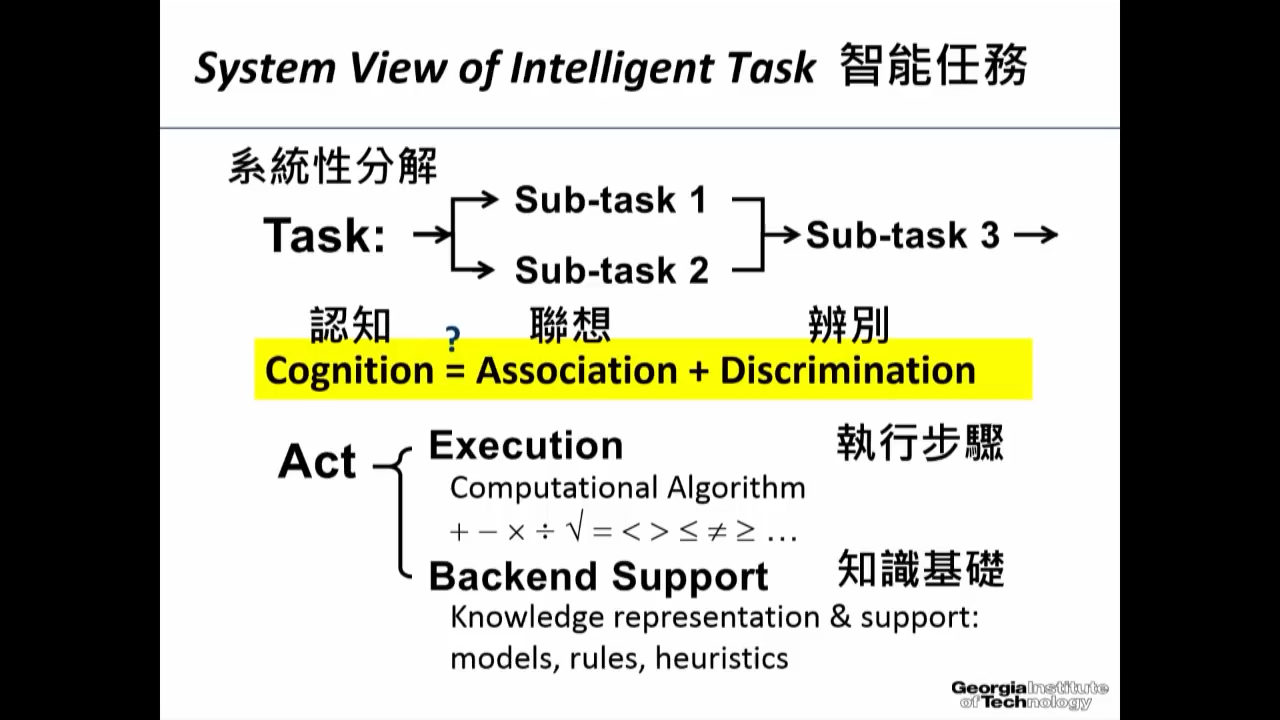 System View of Intelligent Task 智能任務
系統性分解
Task: Sub-task 1 Sub-task 2 Sub-task 3
認知 聯想 辨別
?
Cognition = Association + Discrimination
Act
Execution 執行步驟
Computational Algorithm
+ − × ÷ √ = < > ≤ ≠ ≥ …
Backend Support 知識基礎
Knowledge representation & support:
models, rules, heuristics
Georgia Institute
of Technology